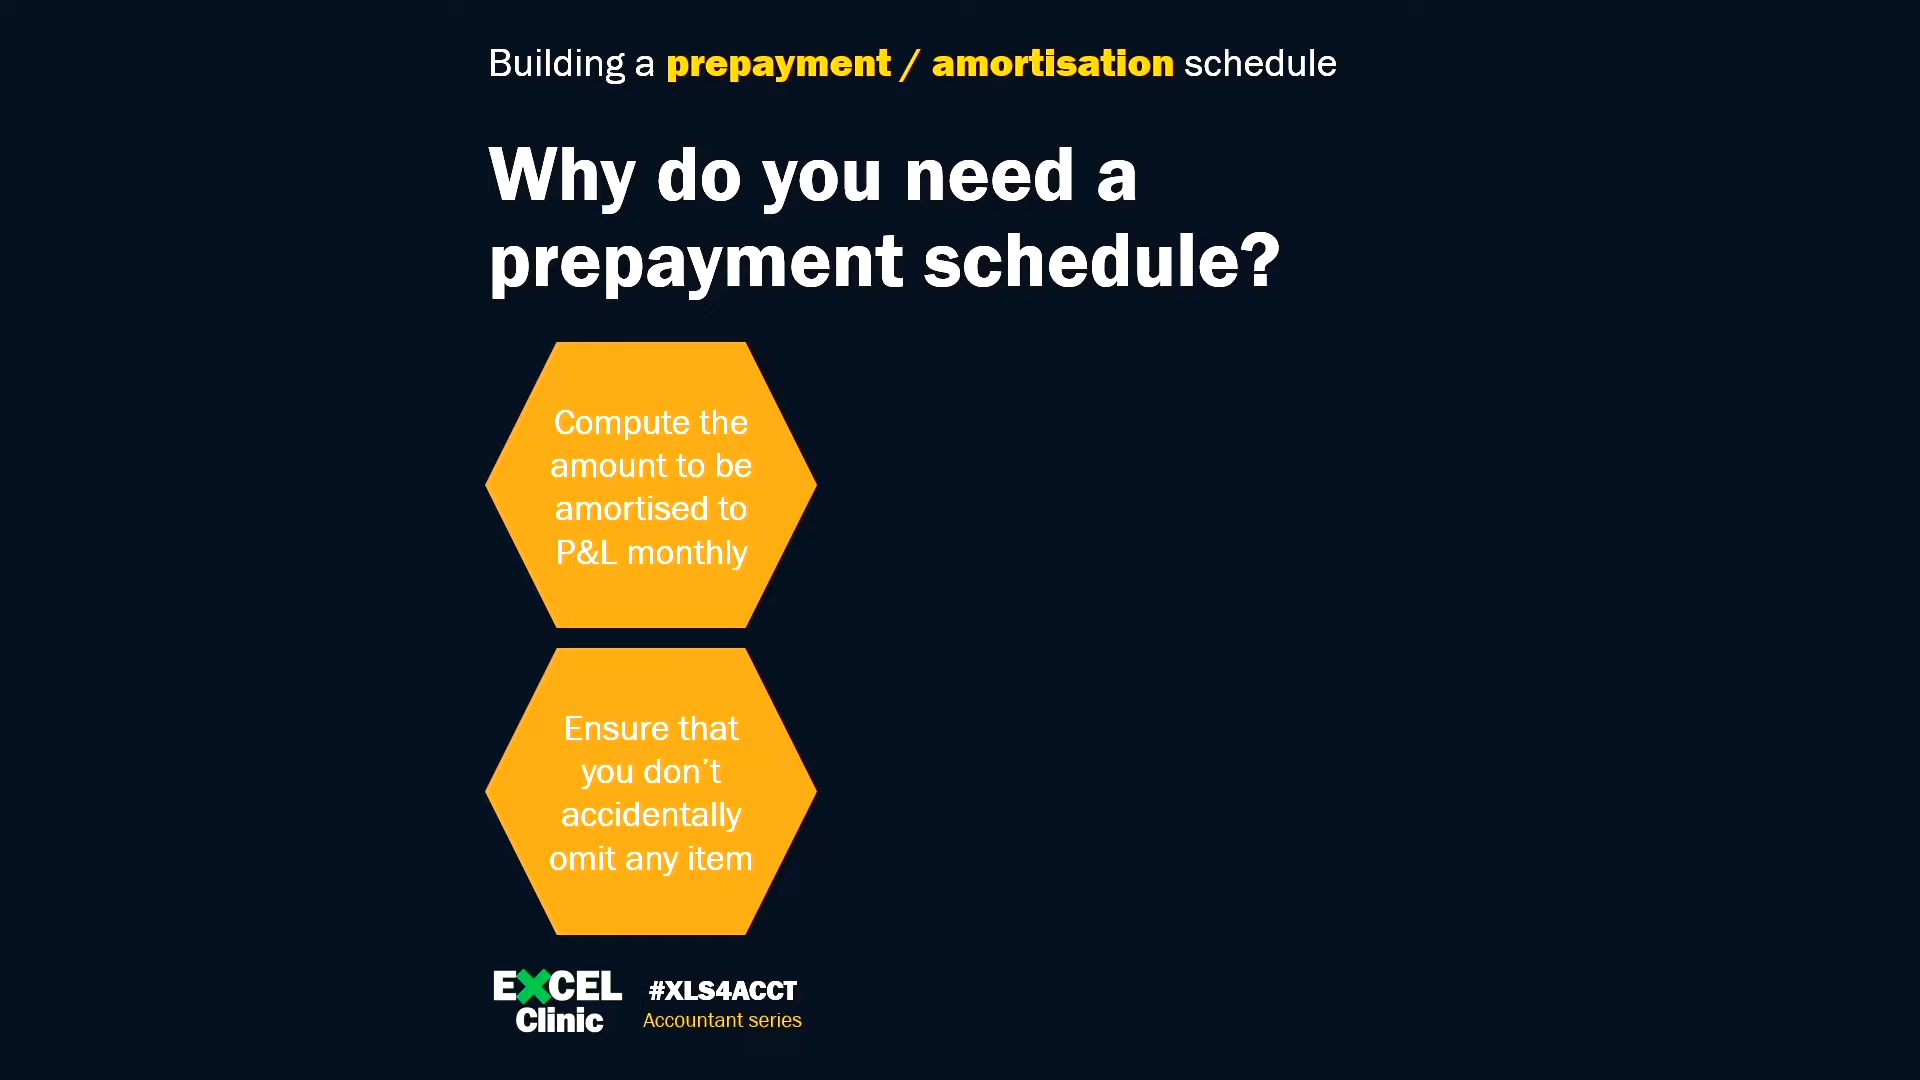 Building a prepayment / amortisation schedule
Why do you need a
prepayment schedule?
Compute the
amount to be
amortised to
P&L monthly
Ensure that
you don't
accidentally
omit any item
EXCEL
Clinic
#XLS4ACCT
Accountant series